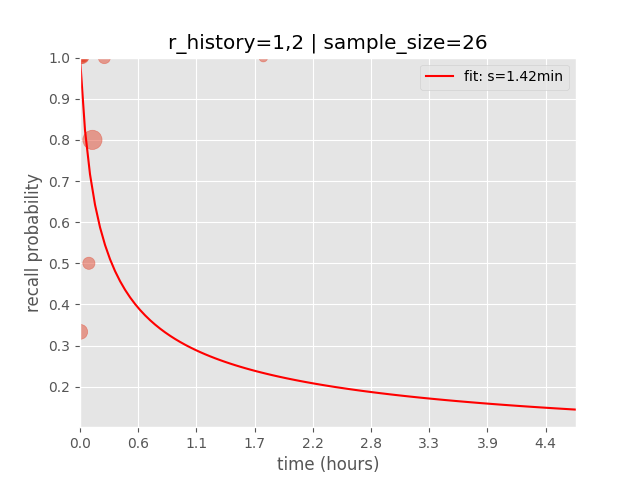 r_history=1,2 | sample_size=26
1.0
0.9
0.8
0.7
0.6
0.5
0.4
0.3
0.2
recall probability
fit: s=1.42min
0.0 0.6 1.1 1.7 2.2 2.8 3.3 3.9 4.4
time (hours)